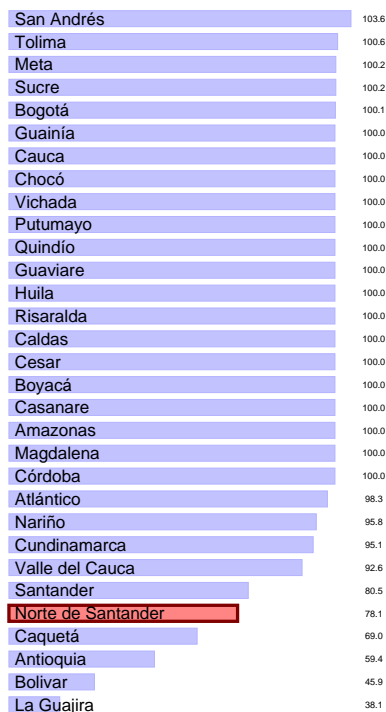 San Andrés 103.6
Tolima 100.6
Meta 100.2
Sucre 100.2
Bogotá 100.1
Guainía 100.0
Cauca 100.0
Chocó 100.0
Vichada 100.0
Putumayo 100.0
Quindío 100.0
Guaviare 100.0
Huila 100.0
Risaralda 100.0
Caldas 100.0
Cesar 100.0
Boyacá 100.0
Casanare 100.0
Amazonas 100.0
Magdalena 100.0
Córdoba 100.0
Atlántico 98.3
Nariño 95.8
Cundinamarca 95.1
Valle del Cauca 92.6
Santander 80.5
Norte de Santander 78.1
Caquetá 69.0
Antioquia 59.4
Bolivar 45.9
La Guajira 38.1